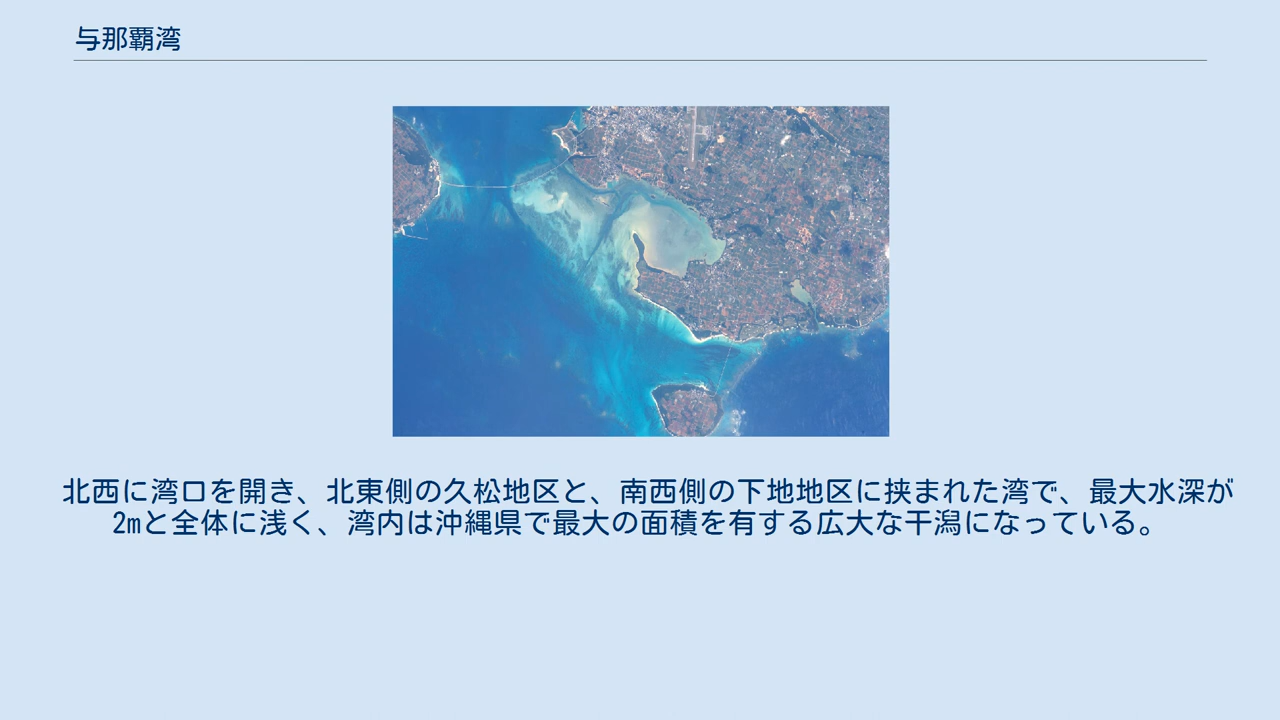 与那覇湾
北西に湾口を開き、北東側の久松地区と、南西側の下地地区に挟まれた湾で、最大水深が
2mと全体に浅く、湾内は沖縄県で最大の面積を有する広大な干潟になっている。